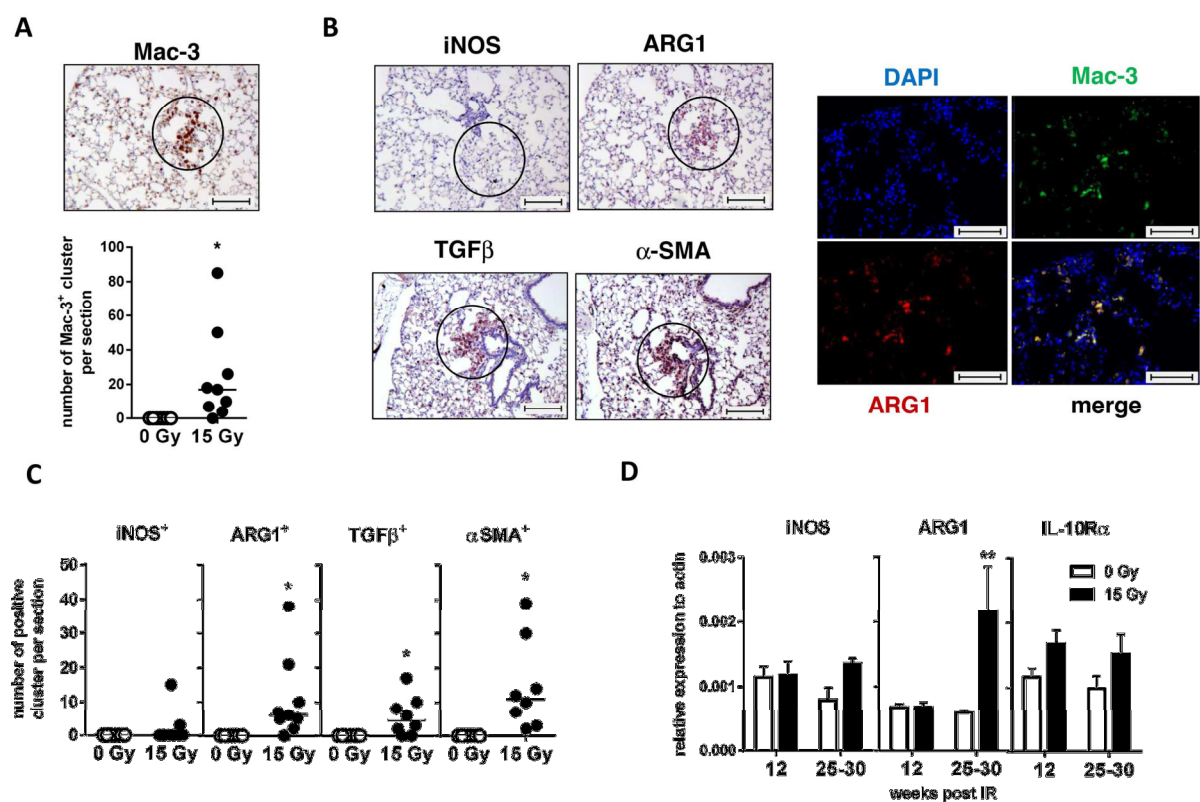 A
Mac-3
number of Mac-3+ cluster
per section
100
80
60
40
20
0
*
0 Gy 15 Gy
B
iNOS ARG1
TGFβ α-SMA
DAPI Mac-3
ARG1 merge
C
iNOS+ ARG1+ TGFβ+ αSMA+
number of positive
cluster per section
50
40
30
20
10
0
* * *
0 Gy 15 Gy 0 Gy 15 Gy 0 Gy 15 Gy 0 Gy 15 Gy
D
iNOS ARG1 IL-10Rα
relative expression to actin
0.003
0.002
0.001
0.000
**
0 Gy
15 Gy
12 25-30 12 25-30 12 25-30
weeks post IR